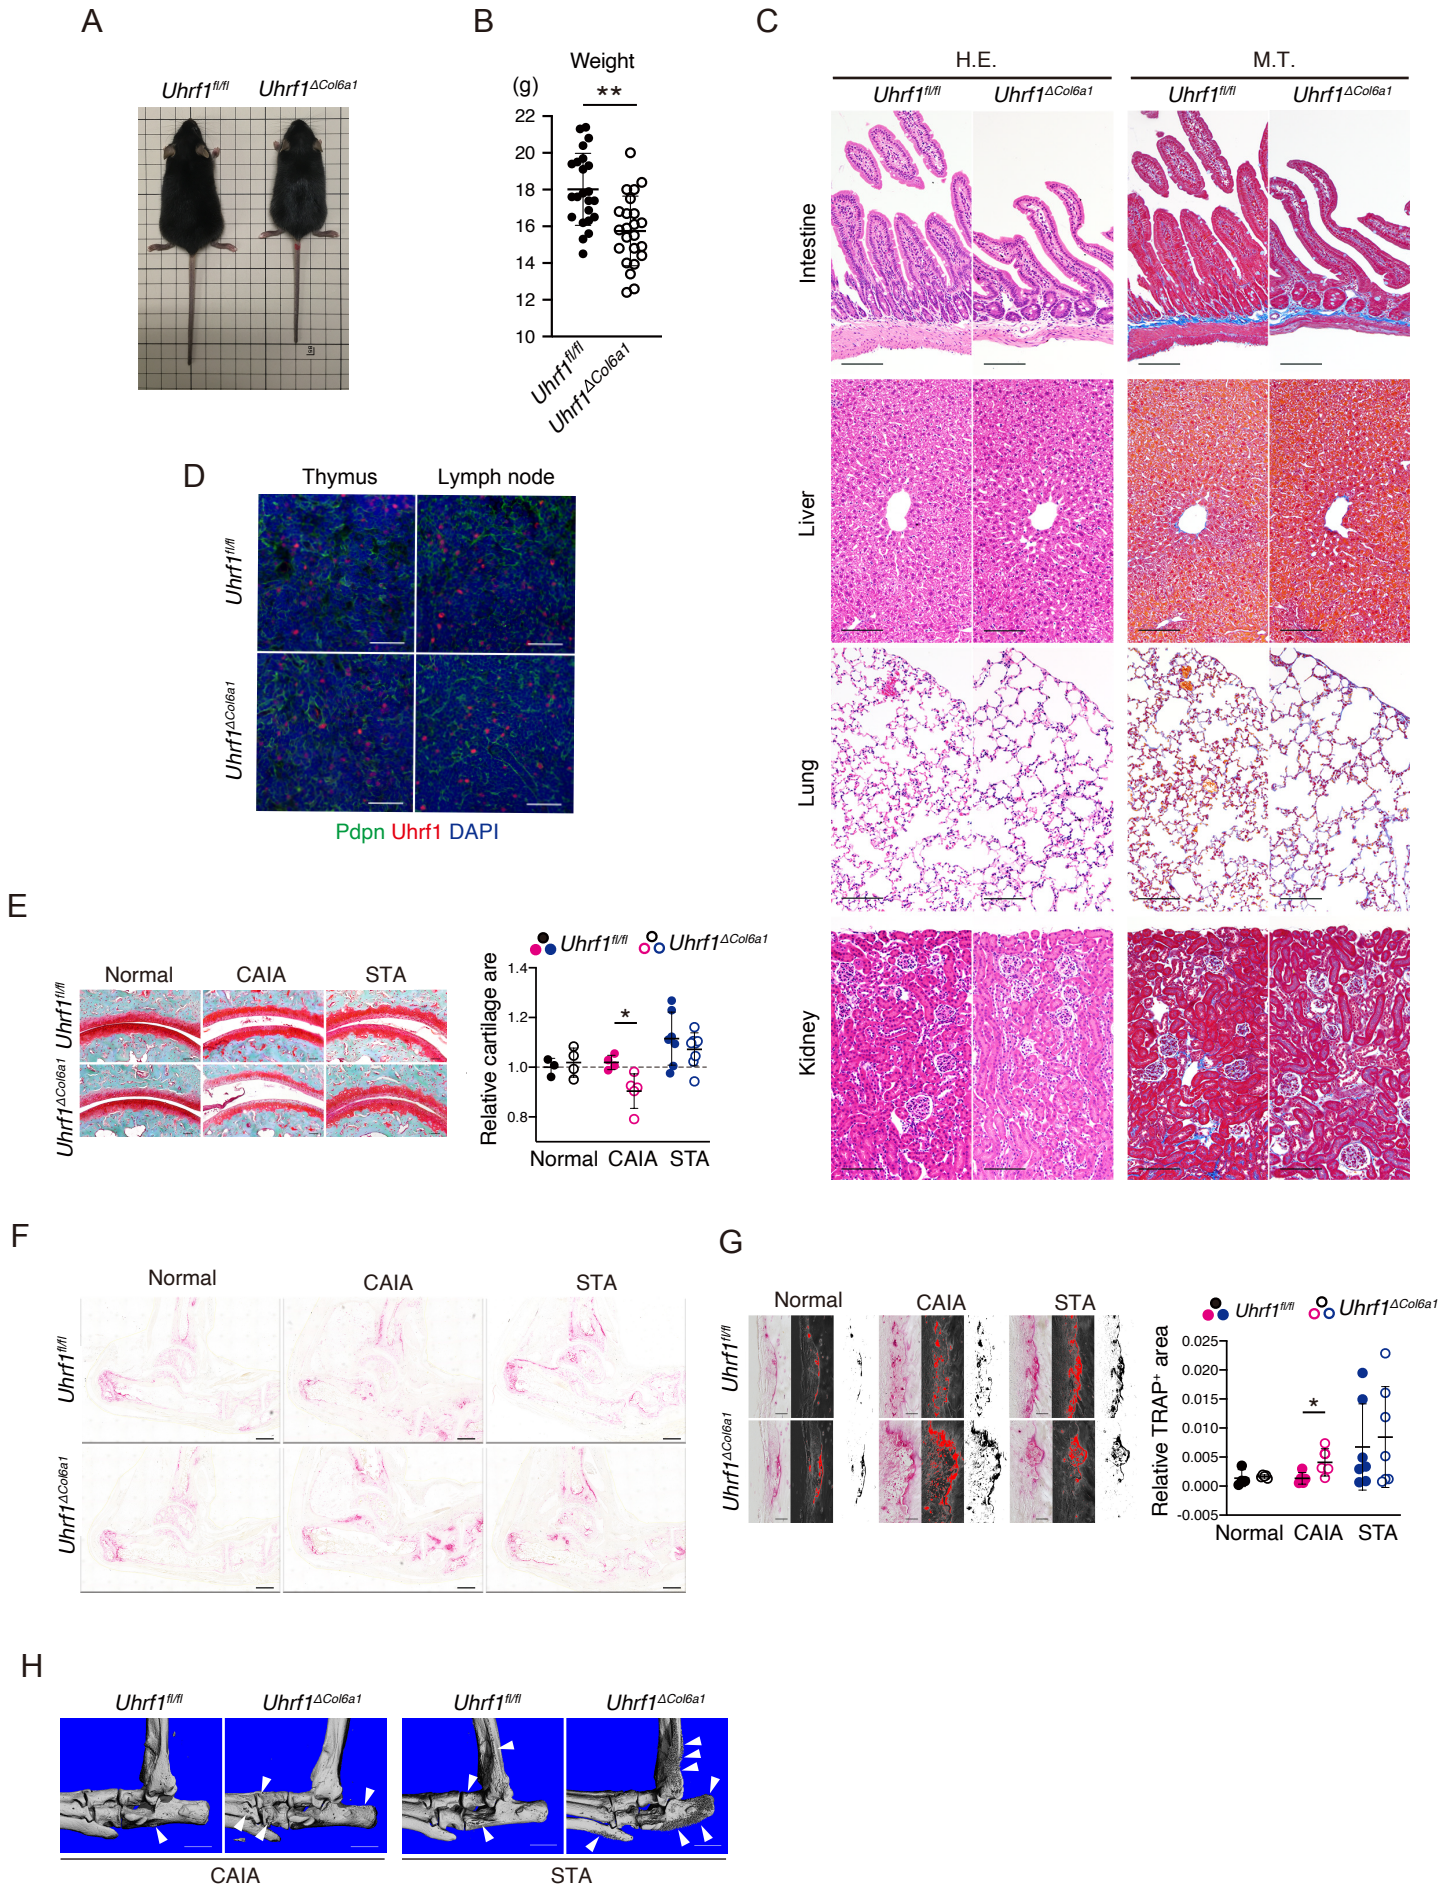 A
Uhrf1fl/fl Uhrf1ΔCol6a1
B
Weight
(g)
**
22
20
18
16
14
12
10
Uhrf1fl/fl
Uhrf1ΔCol6a1
C
H.E. M.T.
Uhrf1fl/fl Uhrf1ΔCol6a1 Uhrf1fl/fl Uhrf1ΔCol6a1
Intestine
Liver
Lung
Kidney
D
Thymus Lymph node
Uhrf1fl/fl
Uhrf1ΔCol6a1
Pdpn Uhrf1 DAPI
E
Normal CAIA STA
Uhrf1fl/fl
Uhrf1ΔCol6a1
Uhrf1fl/fl Uhrf1ΔCol6a1
Relative cartilage are
1.4
1.2
1.0
0.8
*
Normal CAIA STA
F
Normal CAIA STA
Uhrf1fl/fl
Uhrf1ΔCol6a1
G
Normal CAIA STA
Uhrf1fl/fl
Uhrf1ΔCol6a1
Uhrf1fl/fl Uhrf1ΔCol6a1
Relative TRAP+ area
0.025
0.020
0.015
0.010
0.005
0.000
-0.005
*
Normal CAIA STA
H
Uhrf1fl/fl Uhrf1ΔCol6a1 Uhrf1fl/fl Uhrf1ΔCol6a1
CAIA STA